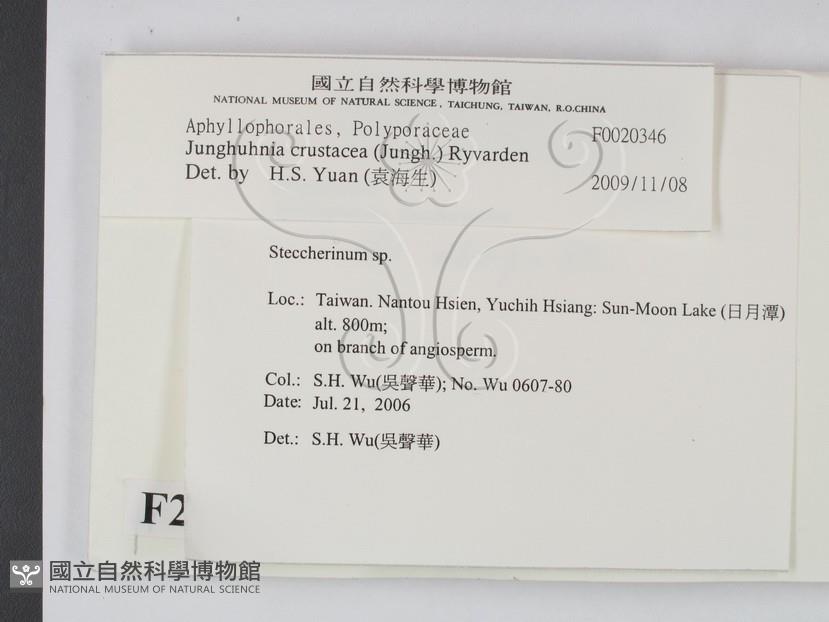 國立自然科學博物館
NATIONAL MUSEUM OF NATURAL SCIENCE, TAICHUNG, TAIWAN, R.O.CHINA
Aphyllophorales, Polyporaceae F0020346
Junghuhnia crustacea (Jungh.) Ryvarden
Det. by H.S. Yuan (袁海生) 2009/11/08
Steccherinum sp.
Loc.: Taiwan. Nantou Hsien, Yuchih Hsiang: Sun-Moon Lake (日月潭)
alt. 800m;
on branch of angiosperm.
Col.: S.H. Wu(吳聲華); No. Wu 0607-80
Date: Jul. 21, 2006
Det.: S.H. Wu(吳聲華)
F2
國立自然科學博物館
NATIONAL MUSEUM OF NATURAL SCIENCE